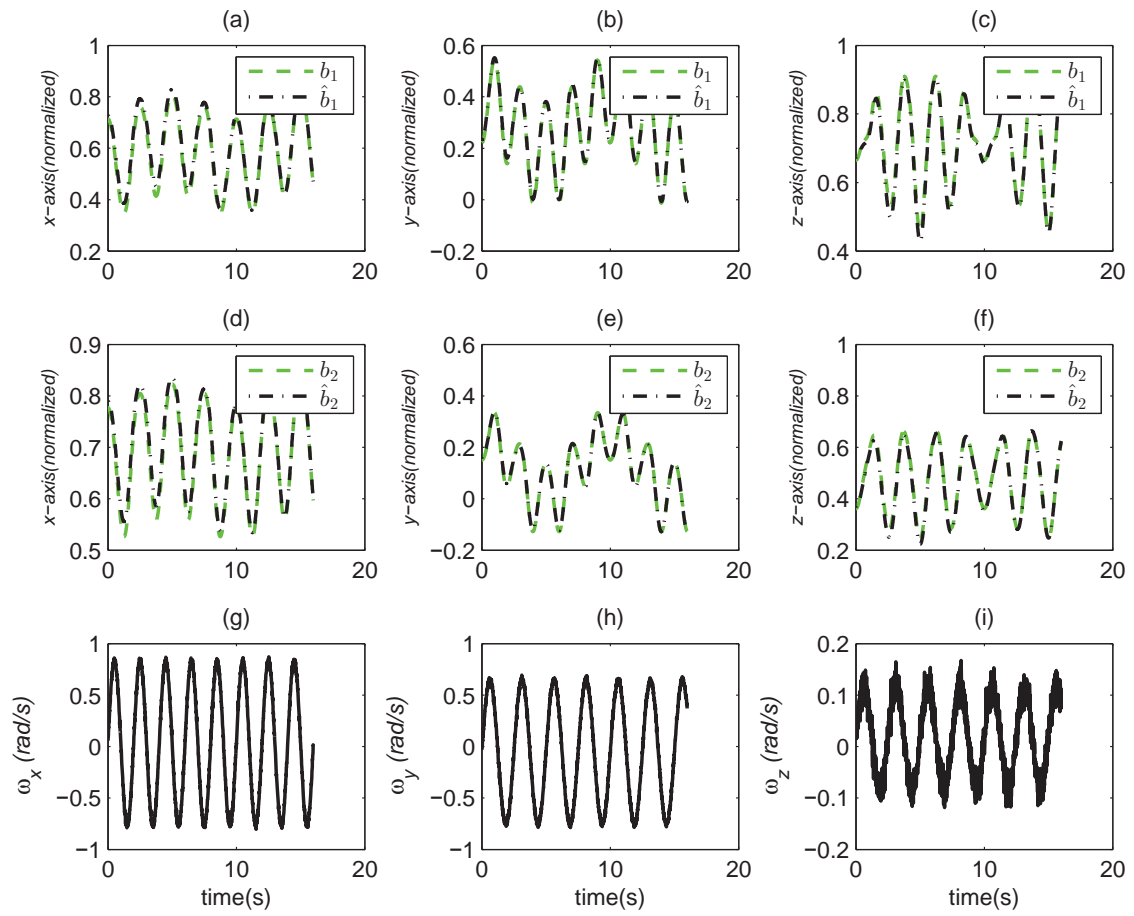 (a)
x−axis(normalized)
1
0.8
0.6
0.4
0.2
0
10
20
b₁
b̂₁
(b)
y−axis(normalized)
0.6
0.4
0.2
0
−0.2
0
10
20
b₁
b̂₁
(c)
z−axis(normalized)
1
0.8
0.6
0.4
0
10
20
b₁
b̂₁
(d)
x−axis(normalized)
0.9
0.8
0.7
0.6
0.5
0
10
20
b₂
b̂₂
(e)
y−axis(normalized)
0.6
0.4
0.2
0
−0.2
0
10
20
b₂
b̂₂
(f)
z−axis(normalized)
1
0.8
0.6
0.4
0.2
0
10
20
b₂
b̂₂
(g)
ω_x (rad/s)
1
0.5
0
−0.5
−1
0
10
20
time(s)
(h)
ω_y (rad/s)
1
0.5
0
−0.5
−1
0
10
20
time(s)
(i)
ω_z (rad/s)
0.2
0.1
0
−0.1
−0.2
0
10
20
time(s)